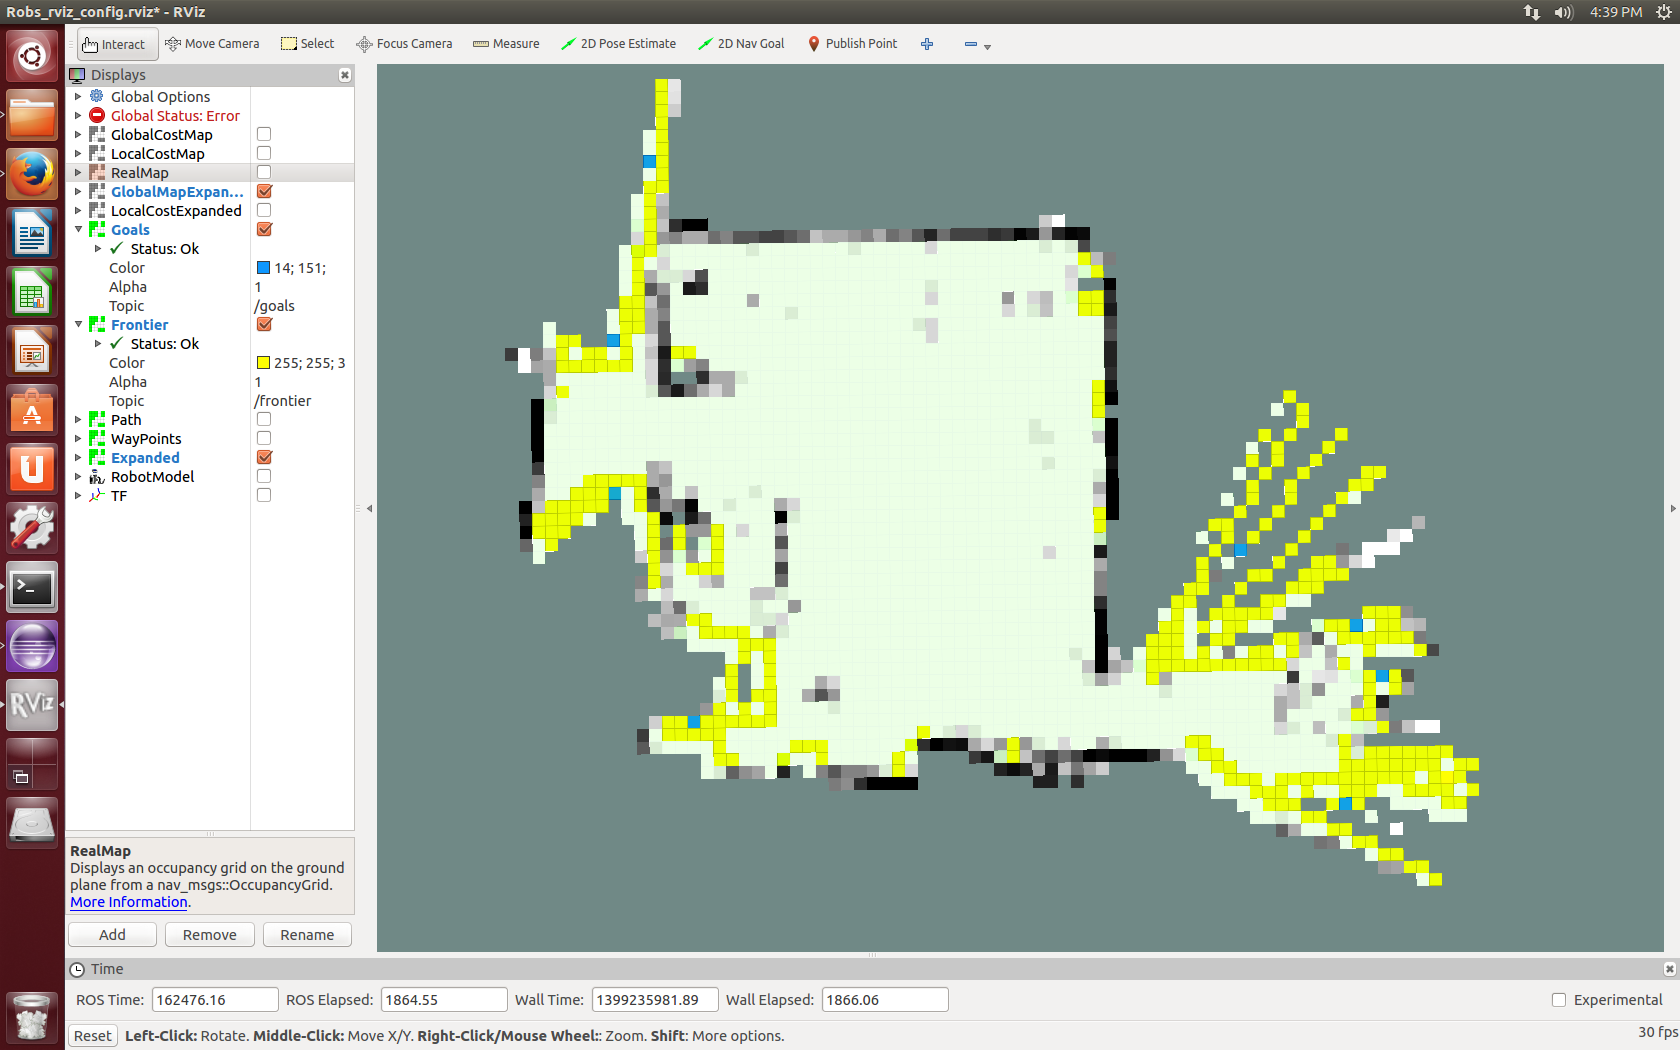 Robs_rviz_config.rviz* - RViz
4:39 PM
Interact
Move Camera
Select
Focus Camera
Measure
2D Pose Estimate
2D Nav Goal
Publish Point
Displays
Global Options
Global Status: Error
GlobalCostMap
LocalCostMap
RealMap
GlobalMapExpan...
LocalCostExpanded
Goals
Status: Ok
Color 14; 151;
Alpha 1
Topic /goals
Frontier
Status: Ok
Color 255; 255; 3
Alpha 1
Topic /frontier
Path
WayPoints
Expanded
RobotModel
TF
RViz
RealMap
Displays an occupancy grid on the ground
plane from a nav_msgs::OccupancyGrid.
More Information.
Add Remove Rename
Time
ROS Time: 162476.16 ROS Elapsed: 1864.55 Wall Time: 1399235981.89 Wall Elapsed: 1866.06 Experimental
Reset Left-Click: Rotate. Middle-Click: Move X/Y. Right-Click/Mouse Wheel:: Zoom. Shift: More options. 30 fps